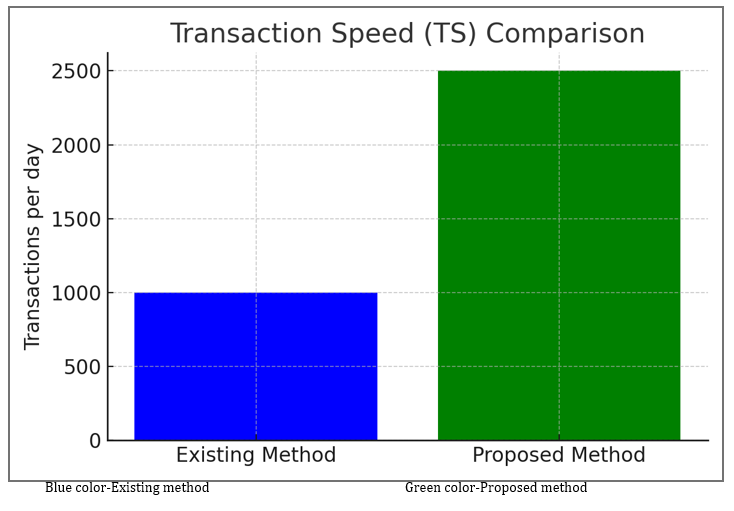 Transaction Speed (TS) Comparison
Transactions per day
2500
2000
1500
1000
500
0
Existing Method Proposed Method
Blue color-Existing method Green color-Proposed method